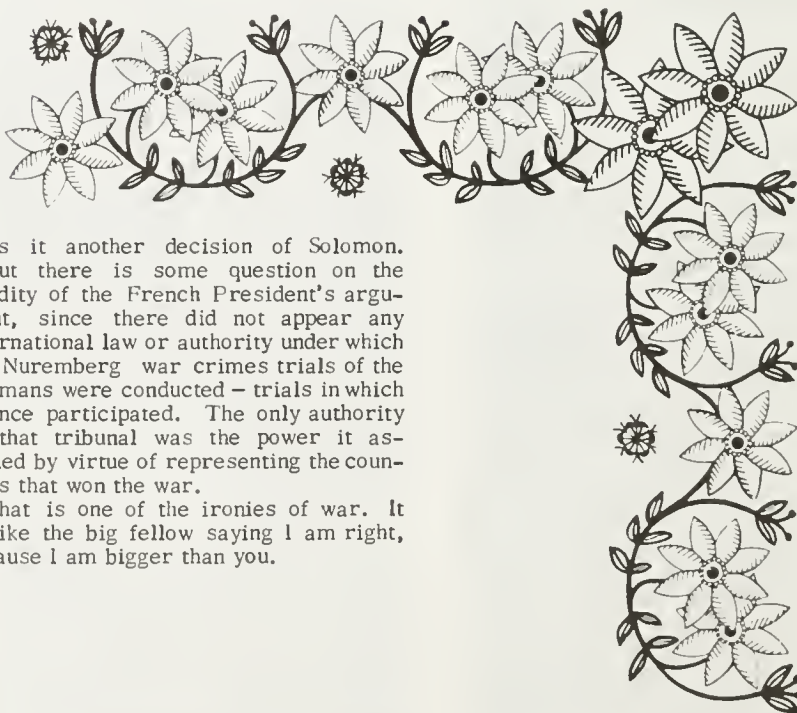 s it another decision of Solomon.
ut there is some question on the
dity of the French President's argu-
t, since there did not appear any
rnational law or authority under which
Nuremberg war crimes trials of the
mans were conducted — trials in which
nce participated. The only authority
that tribunal was the power it as-
ed by virtue of representing the coun-
s that won the war.
hat is one of the ironies of war. It
ike the big fellow saying I am right,
ause I am bigger than you.